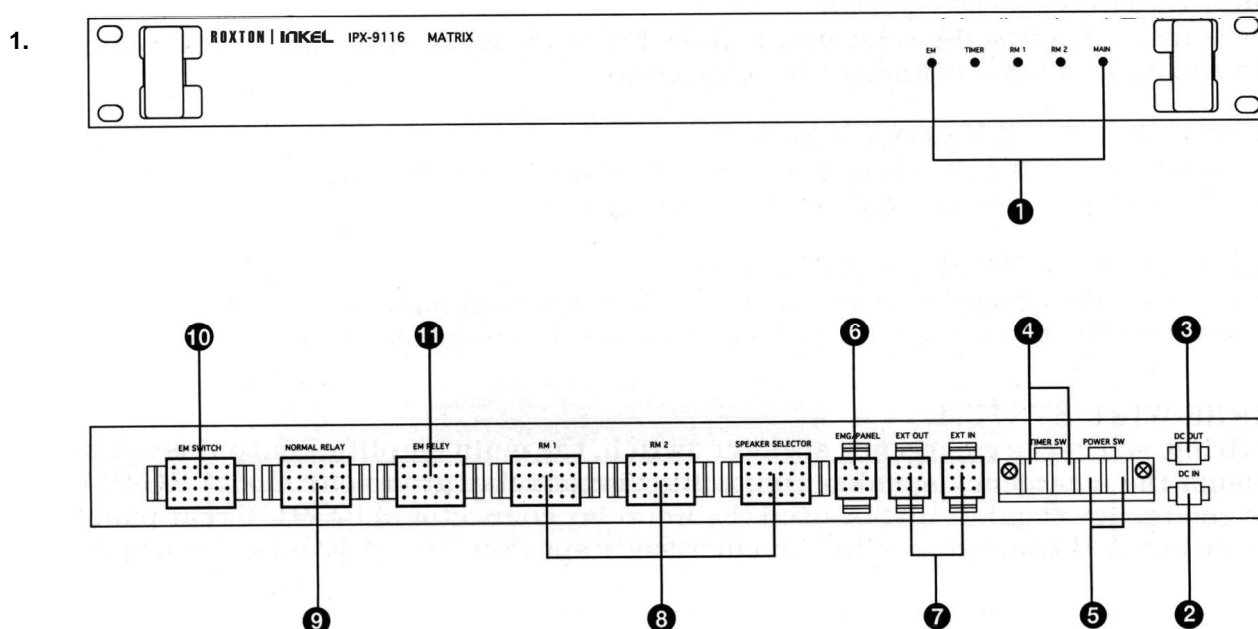 1.
ROXTON | INKEL IPX-9116 MATRIX
EM TIMER RM 1 RM 2 MAIN
1
10 11 6 4 3
EM SWITCH NORMAL RELAY EM RELEY RM 1 RM 2 SPEAKER SELECTOR EMG. PANEL EXT OUT EXT IN TIMER SW POWER SW DC OUT
DC IN
9 8 7 5 2